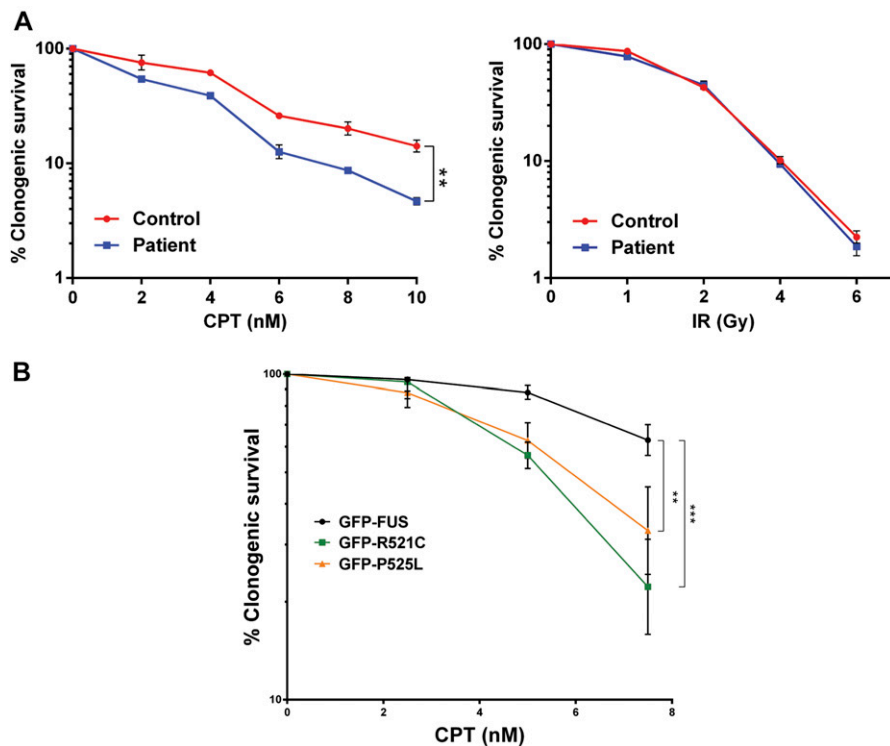 A
% Clonogenic survival
100
10
1
Control
Patient
0 2 4 6 8 10
CPT (nM)
**
% Clonogenic survival
100
10
1
Control
Patient
0 1 2 4 6
IR (Gy)
B
% Clonogenic survival
100
10
GFP-FUS
GFP-R521C
GFP-P525L
**
***
0 2 4 6 8
CPT (nM)